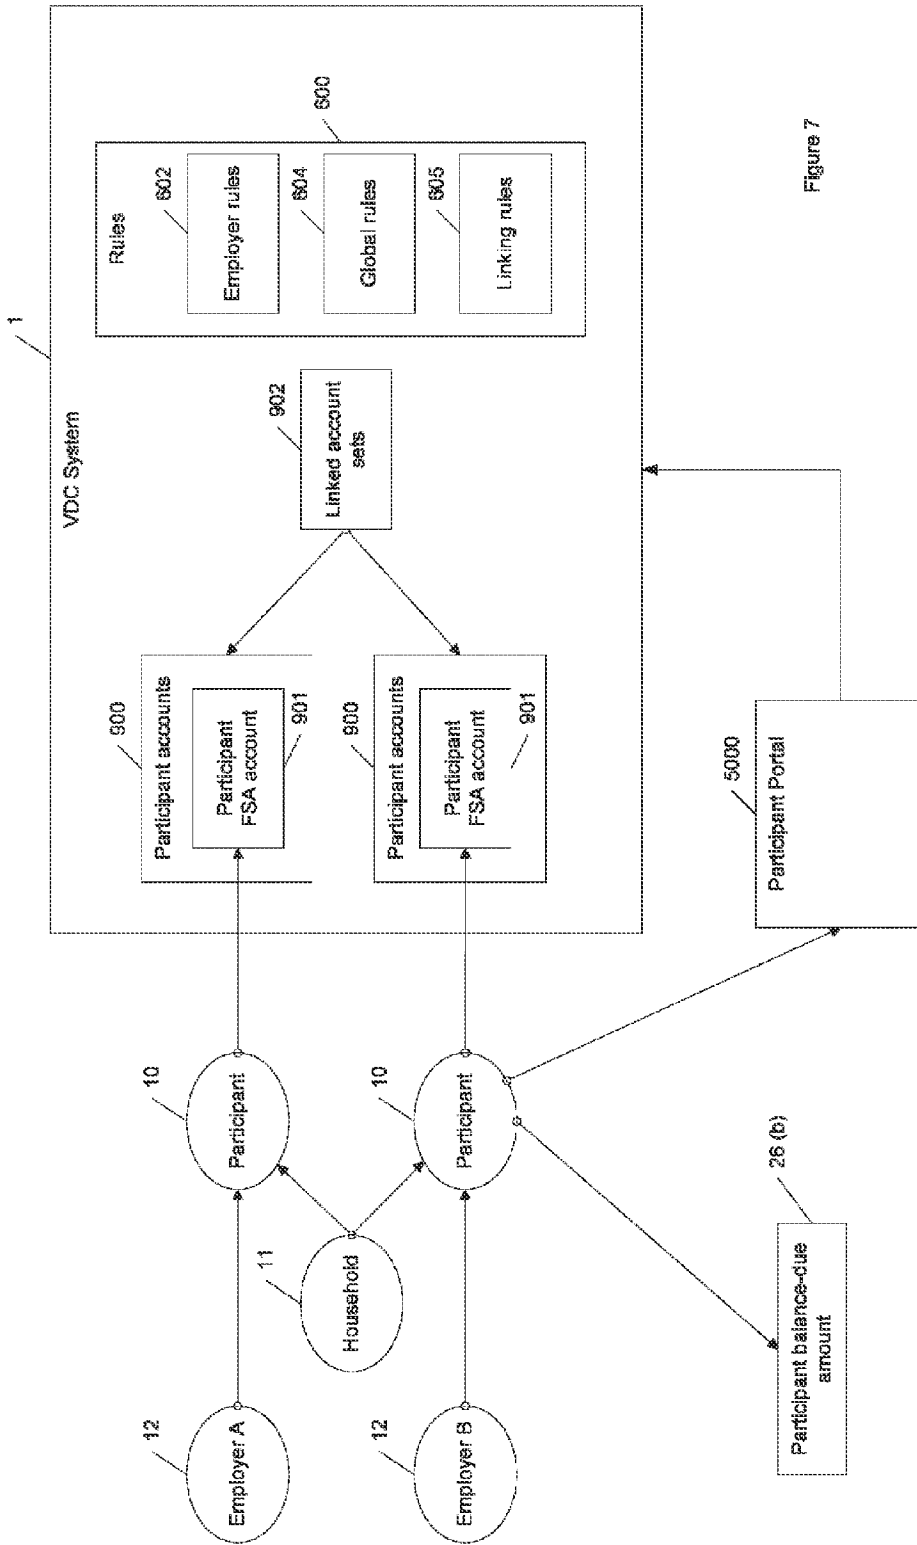 1
VDC System
Rules
600
602
Employer rules
604
Global rules
605
Linking rules
902
Linked account
sets
900
Participant accounts
Participant
FSA account
901
900
Participant accounts
Participant
FSA account
901
10
Participant
10
Participant
11
Household
12
Employer A
12
Employer B
5000
Participant Portal
26 (b)
Participant balance-due
amount
Figure 7